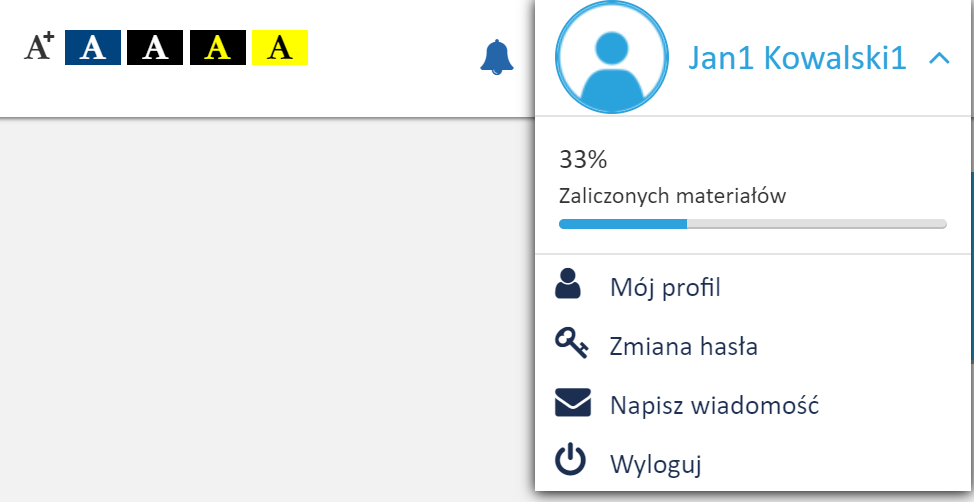 A+ A A A A
Jan1 Kowalski1
33%
Zaliczonych materiałów
Mój profil
Zmiana hasła
Napisz wiadomość
Wyloguj